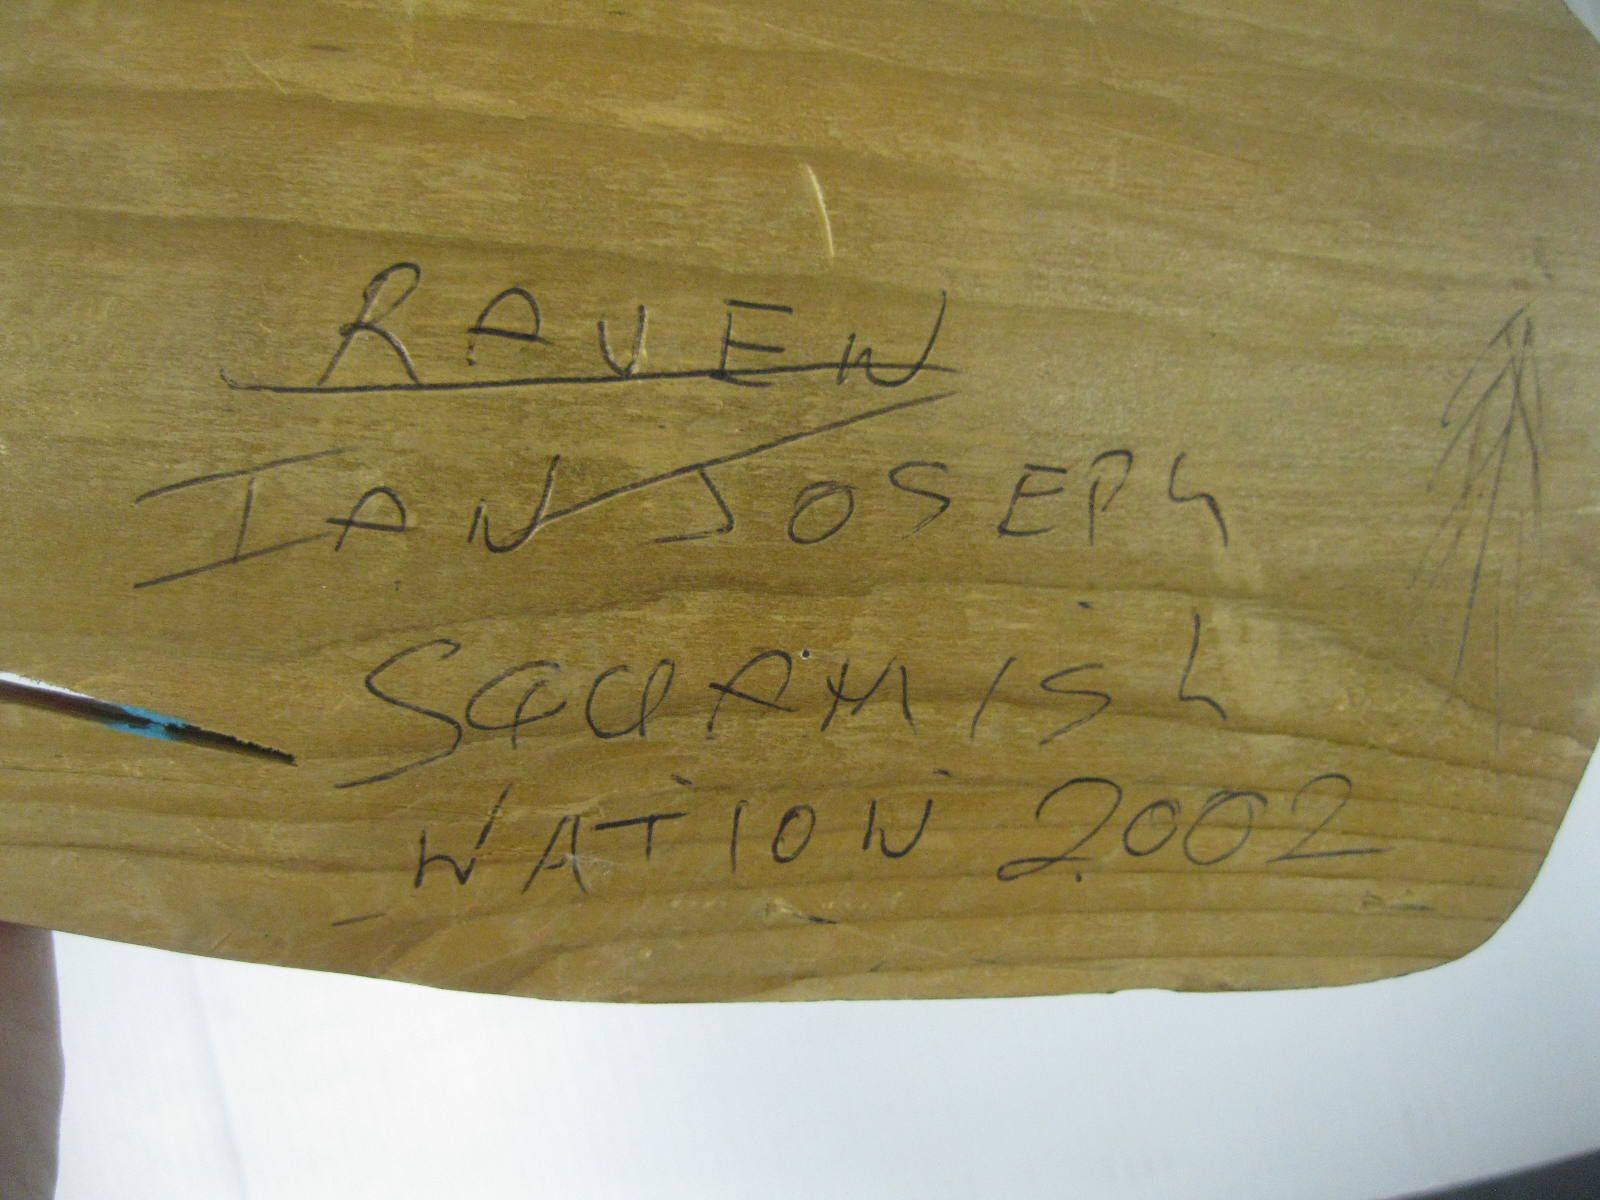 RAVEN
IAN JOSEPh
SQUAMISh
NATION 2002